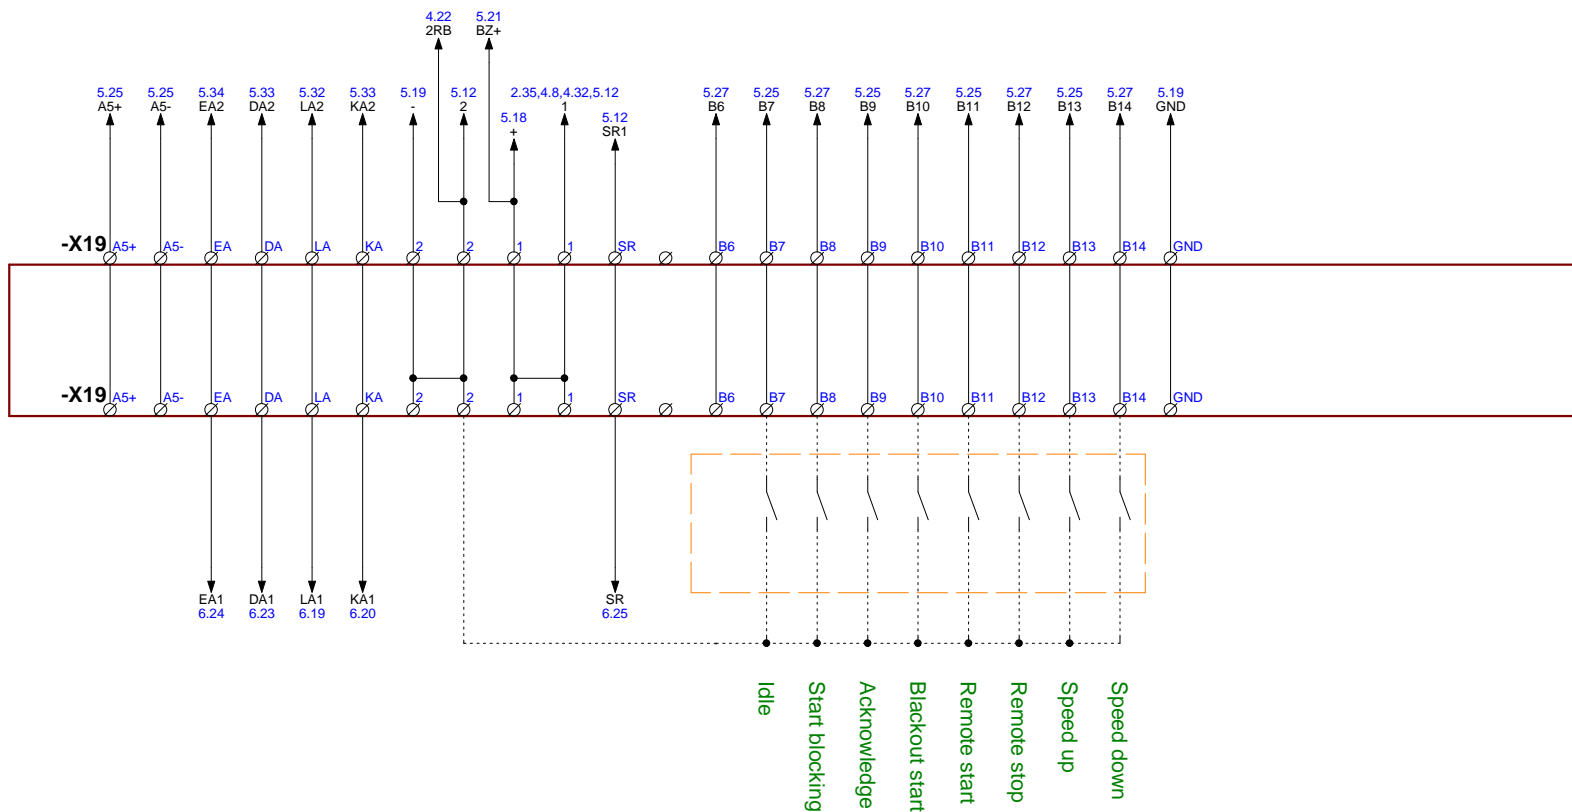 4.22 5.21
2RB BZ+
5.25 5.25 5.34 5.33 5.32 5.33 5.19 5.12 2.35,4.8,4.32,5.12 5.27 5.25 5.27 5.25 5.27 5.25 5.27 5.25 5.27 5.19
A5+ A5- EA2 DA2 LA2 KA2 - 2 1 B6 B7 B8 B9 B10 B11 B12 B13 B14 GND
5.18 5.12
+ SR1
-X19 A5+ A5- EA DA LA KA 2 2 1 1 SR B6 B7 B8 B9 B10 B11 B12 B13 B14 GND
-X19 A5+ A5- EA DA LA KA 2 2 1 1 SR B6 B7 B8 B9 B10 B11 B12 B13 B14 GND
EA1 DA1 LA1 KA1 SR
6.24 6.23 6.19 6.20 6.25
Idle
Start blocking
Acknowledge
Blackout start
Remote start
Remote stop
Speed up
Speed down